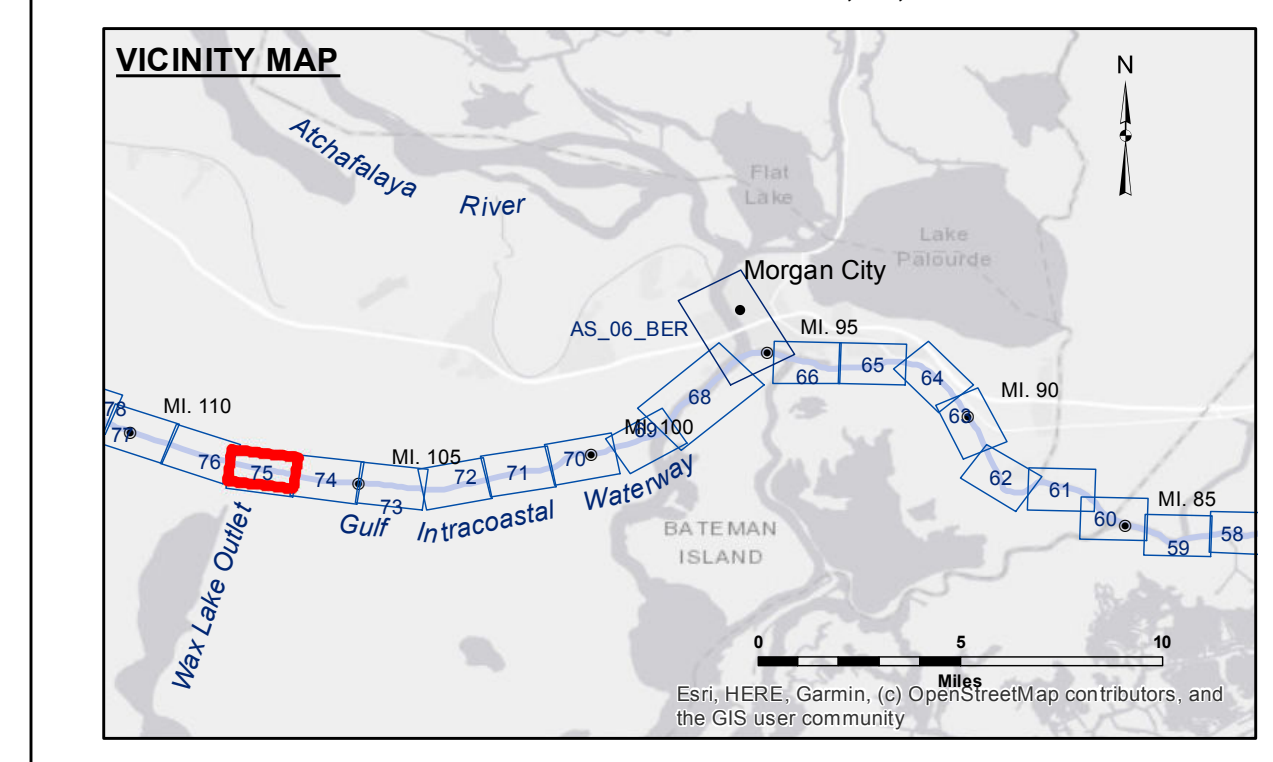 VICINITY MAP
N
Atchafalaya
River
Flat
Lake
Lake
Palourde
Morgan City
AS_06_BER
MI. 95
66
65
64
MI. 90
63
68
78
MI. 110
77
MI. 100
69
76
75
74
MI. 105
73
72
71
70
62
61
60
MI. 85
59
58
Gulf Intracoastal Waterway
Wax Lake Outlet
BATEMAN
ISLAND
0 5 10
Miles
Esri, HERE, Garmin, (c) OpenStreetMap contributors, and
the GIS user community